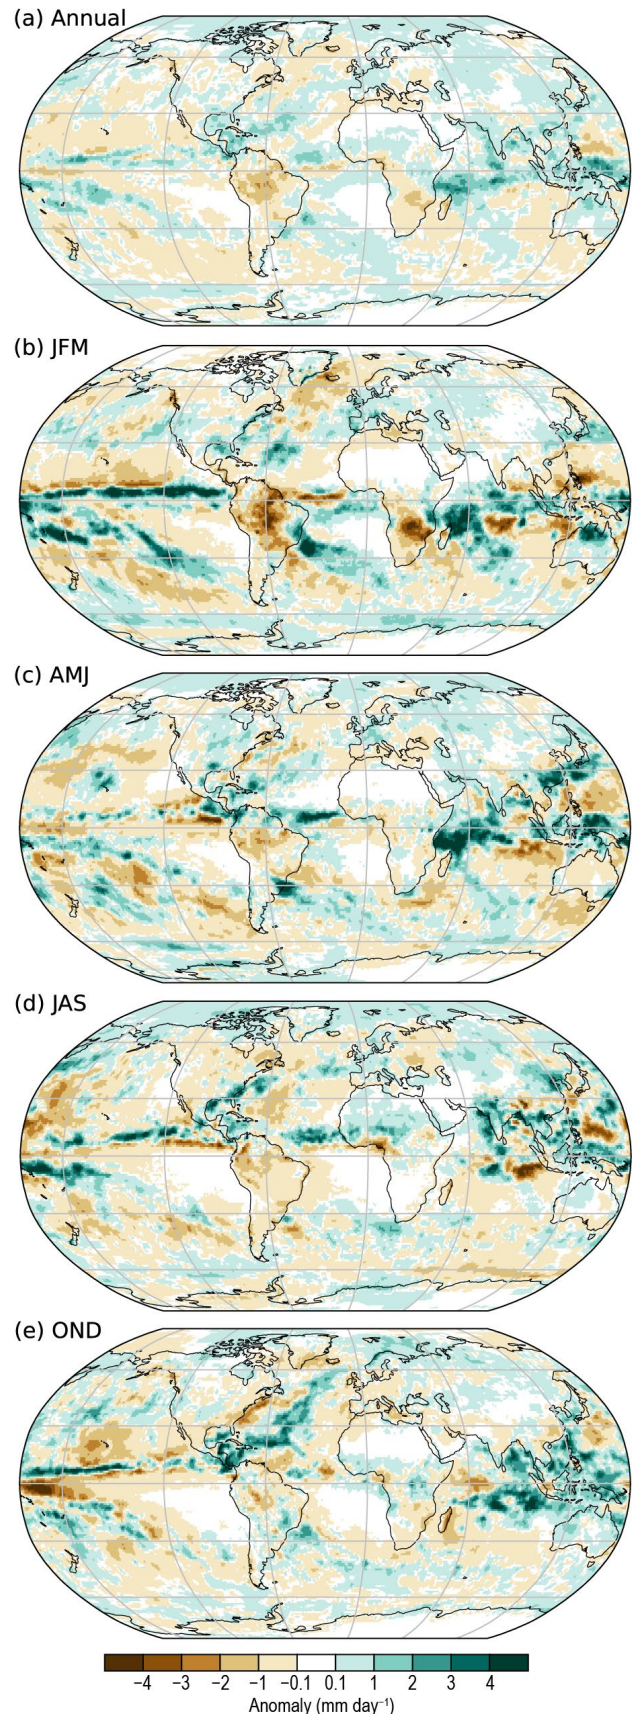 (a) Annual
(b) JFM
(c) AMJ
(d) JAS
(e) OND
−4 −3 −2 −1 −0.1 0.1 1 2 3 4
Anomaly (mm day⁻¹)